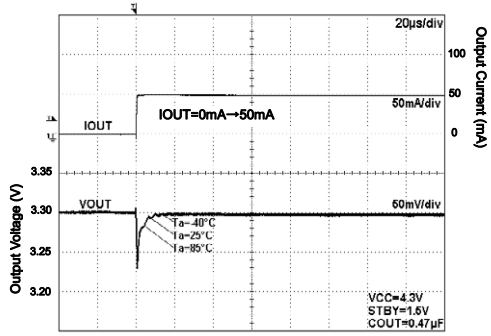 20μs/div
100
50
50mA/div
IOUT=0mA→50mA
IOUT
0
Output Current (mA)
3.35
VOUT
50mV/div
3.30
Ta=-40°C
Ta=25°C
Ta=85°C
3.25
3.20
Output Voltage (V)
VCC=4.3V
STBY=1.5V
COUT=0.47μF